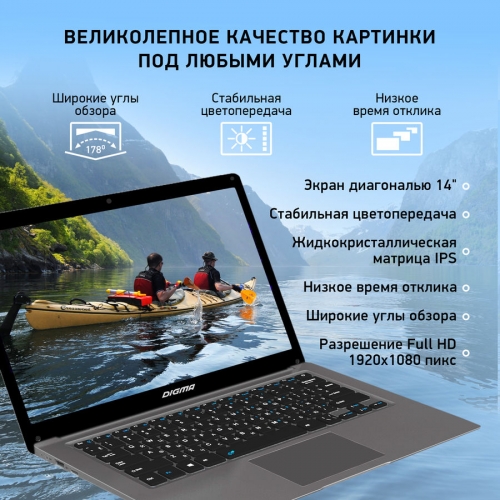 ВЕЛИКОЛЕПНОЕ КАЧЕСТВО КАРТИНКИ
ПОД ЛЮБЫМИ УГЛАМИ
Широкие углы
обзора
178°
Стабильная
цветопередача
Низкое
время отклика
Экран диагональю 14"
Стабильная цветопередача
Жидкокристаллическая
матрица IPS
Низкое время отклика
Широкие углы обзора
Разрешение Full HD
1920x1080 пикс
DIGMA